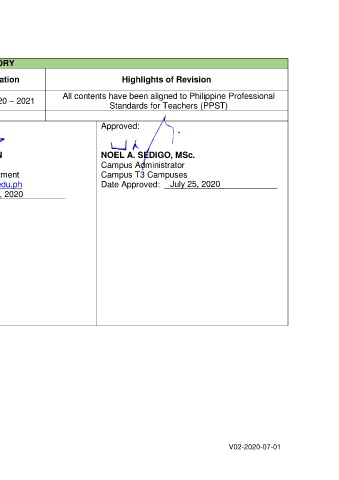 ORY
ation
Highlights of Revision
20 – 2021
All contents have been aligned to Philippine Professional
Standards for Teachers (PPST)
Approved:
N
NOEL A. SEDIGO, MSc.
Campus Administrator
tment
Campus T3 Campuses
edu.ph
Date Approved: July 25, 2020
, 2020
V02-2020-07-01